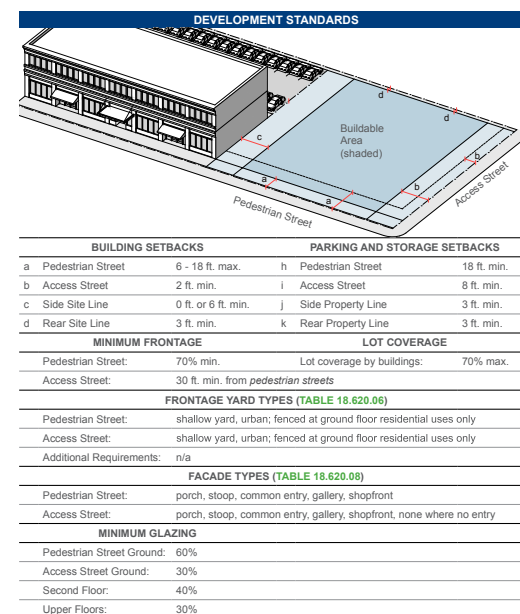 DEVELOPMENT STANDARDS
d
d
Buildable
Area
(shaded)
c
b
a
b
a
Pedestrian Street
Access Street
BUILDING SETBACKS PARKING AND STORAGE SETBACKS
a Pedestrian Street 6 - 18 ft. max. h Pedestrian Street 18 ft. min.
b Access Street 2 ft. min. i Access Street 8 ft. min.
c Side Site Line 0 ft. or 6 ft. min. j Side Property Line 3 ft. min.
d Rear Site Line 3 ft. min. k Rear Property Line 3 ft. min.
MINIMUM FRONTAGE LOT COVERAGE
Pedestrian Street: 70% min. Lot coverage by buildings: 70% max.
Access Street: 30 ft. min. from pedestrian streets
FRONTAGE YARD TYPES (TABLE 18.620.06)
Pedestrian Street: shallow yard, urban; fenced at ground floor residential uses only
Access Street: shallow yard, urban; fenced at ground floor residential uses only
Additional Requirements: n/a
FACADE TYPES (TABLE 18.620.08)
Pedestrian Street: porch, stoop, common entry, gallery, shopfront
Access Street: porch, stoop, common entry, gallery, shopfront, none where no entry
MINIMUM GLAZING
Pedestrian Street Ground: 60%
Access Street Ground: 30%
Second Floor: 40%
Upper Floors: 30%